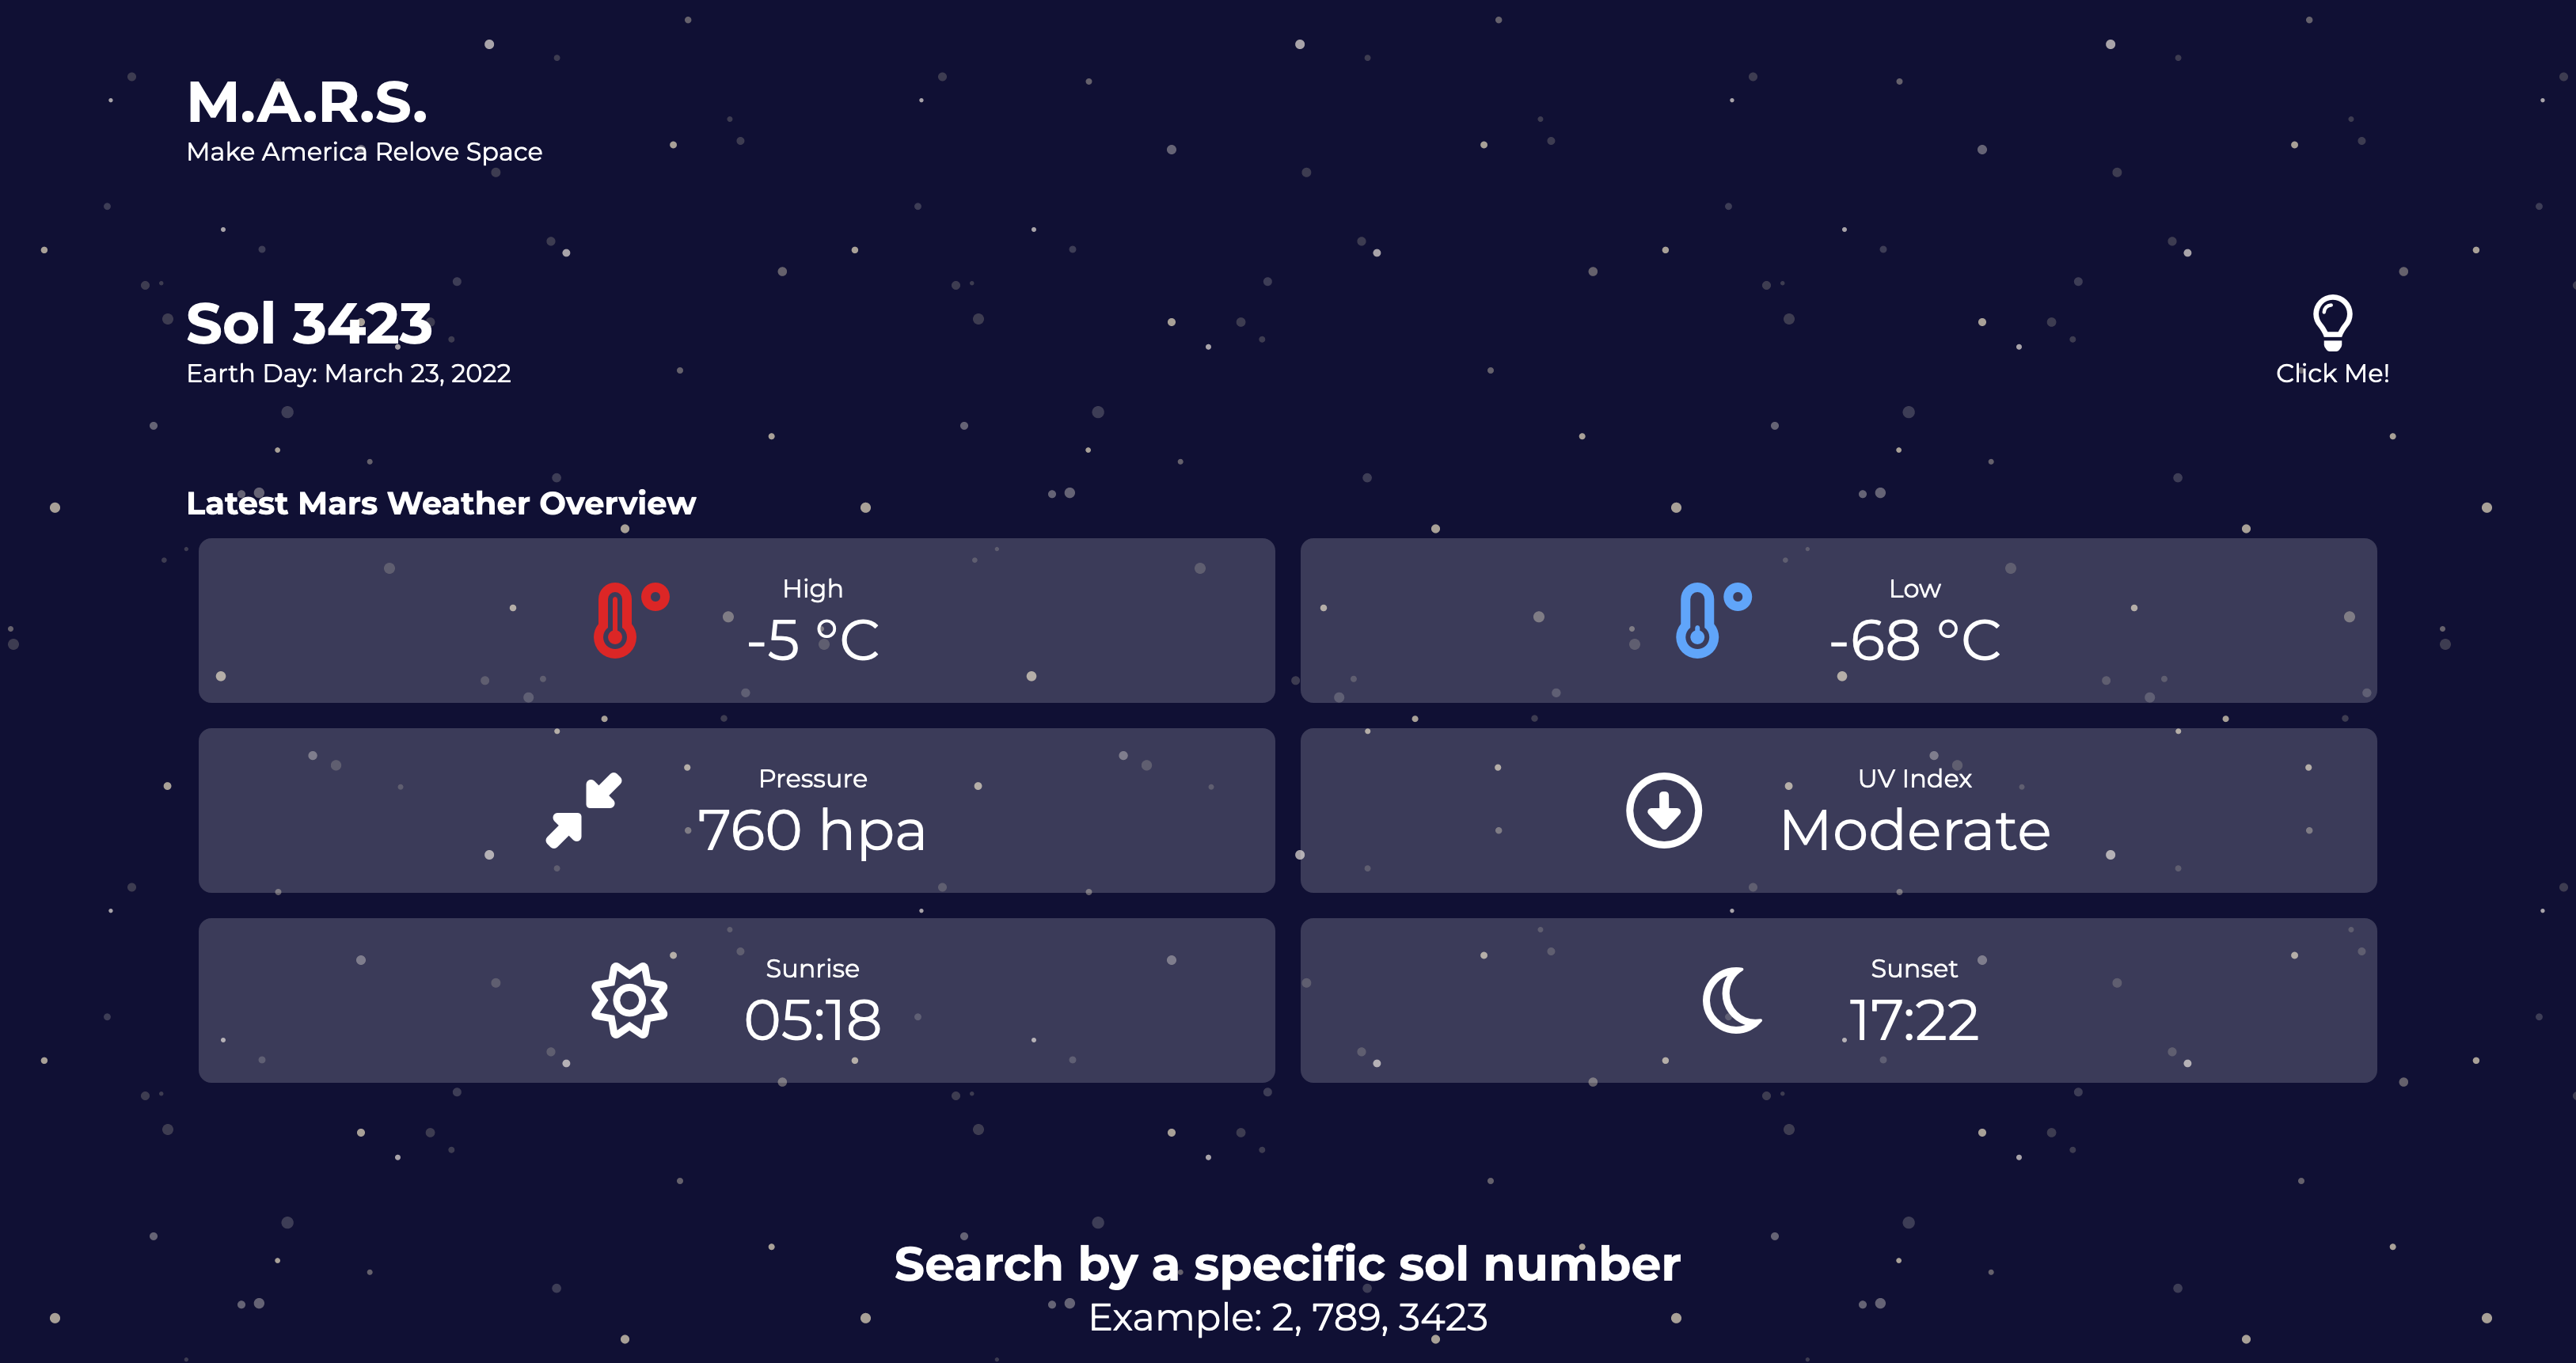 M.A.R.S.
Make America Relove Space
Sol 3423
Earth Day: March 23, 2022
Click Me!
Latest Mars Weather Overview
High
-5 °C
Low
-68 °C
Pressure
760 hpa
UV Index
Moderate
Sunrise
05:18
Sunset
17:22
Search by a specific sol number
Example: 2, 789, 3423